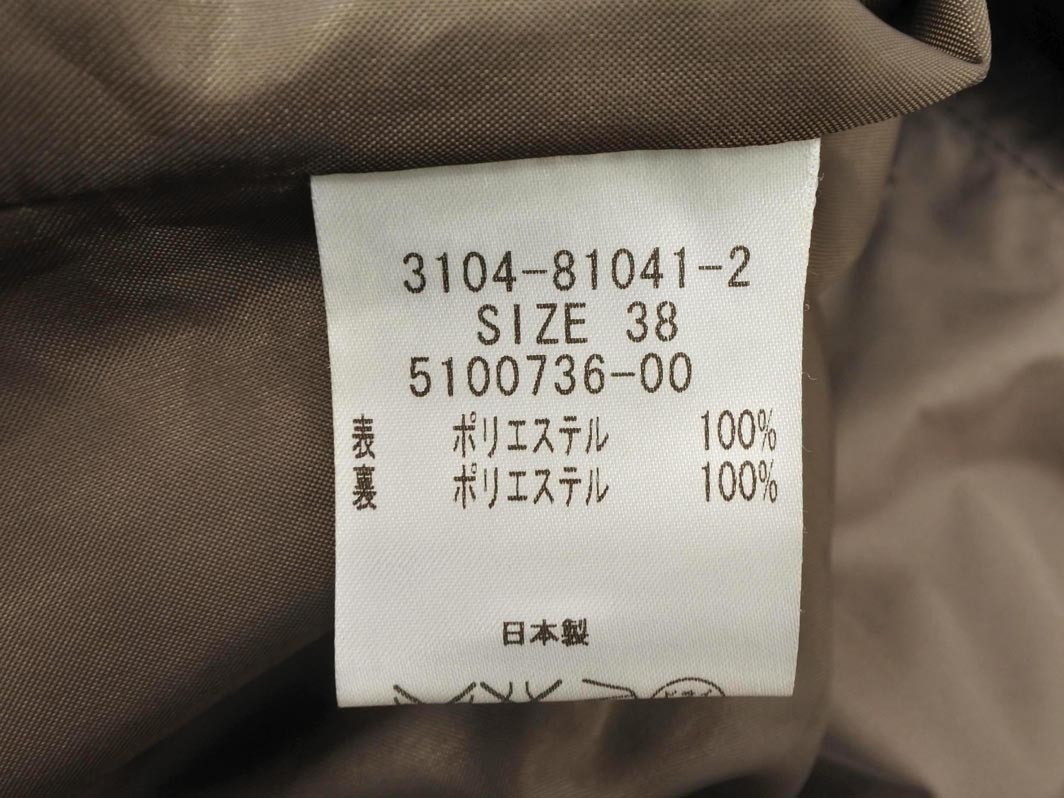 3104-81041-2
SIZE 38
5100736-00
表 ポリエステル 100%
裏 ポリエステル 100%
日本製